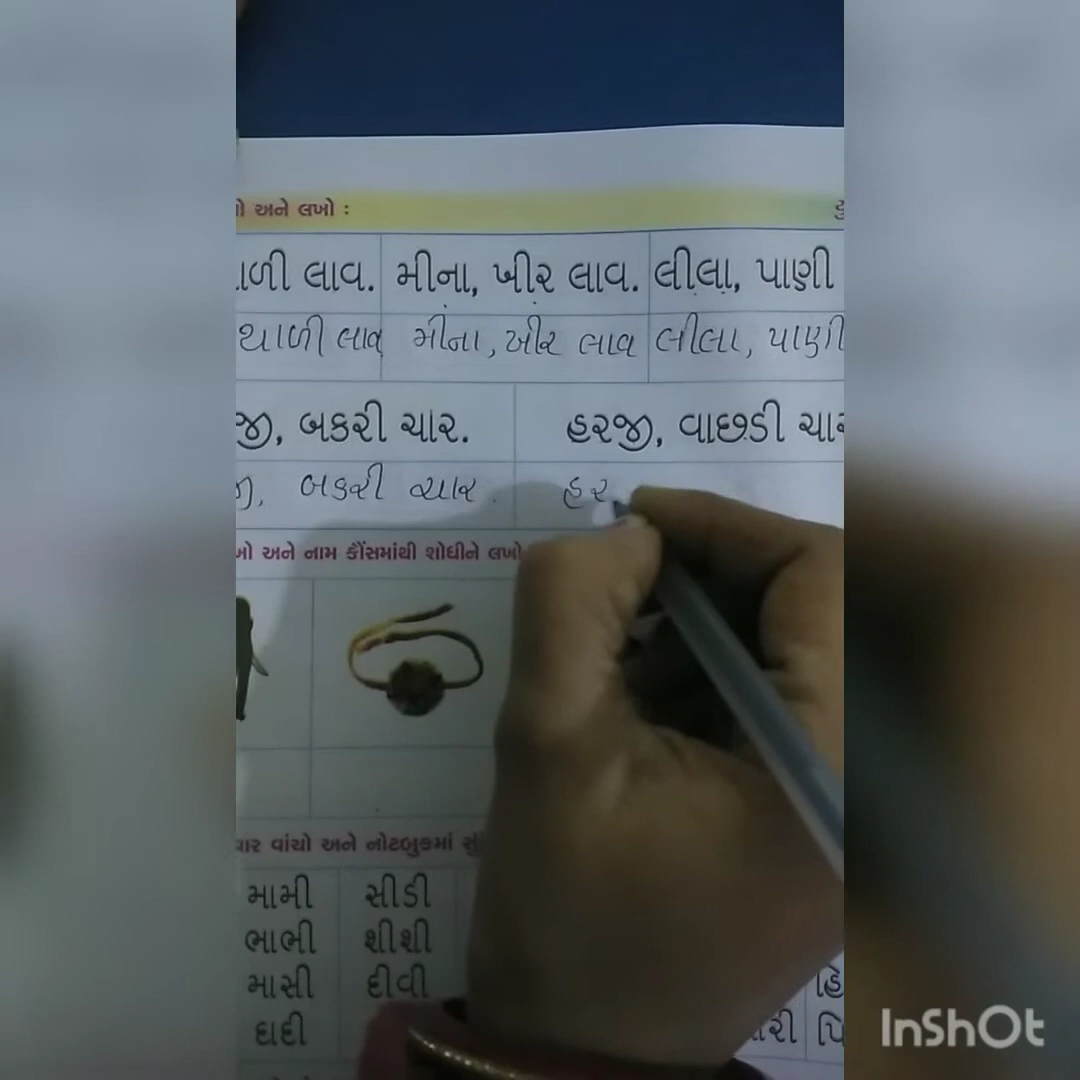 અને લખો :
લાવ. મીના, ખીર લાવ. લીલા, પાણી
થાળી લાવ મીના, ખીર લાવ લીલા, પાણી
બકરી ચાર. હરજી, વાછડી ચાર
બકરી ચાર. હર
અને નામ કૌંસમાંથી શોધીને લખો
વાર વાંચો અને નોટબુકમાં
મામી સીડી
ભાભી શીશી
માસી દીવી
દાદી
InShOt